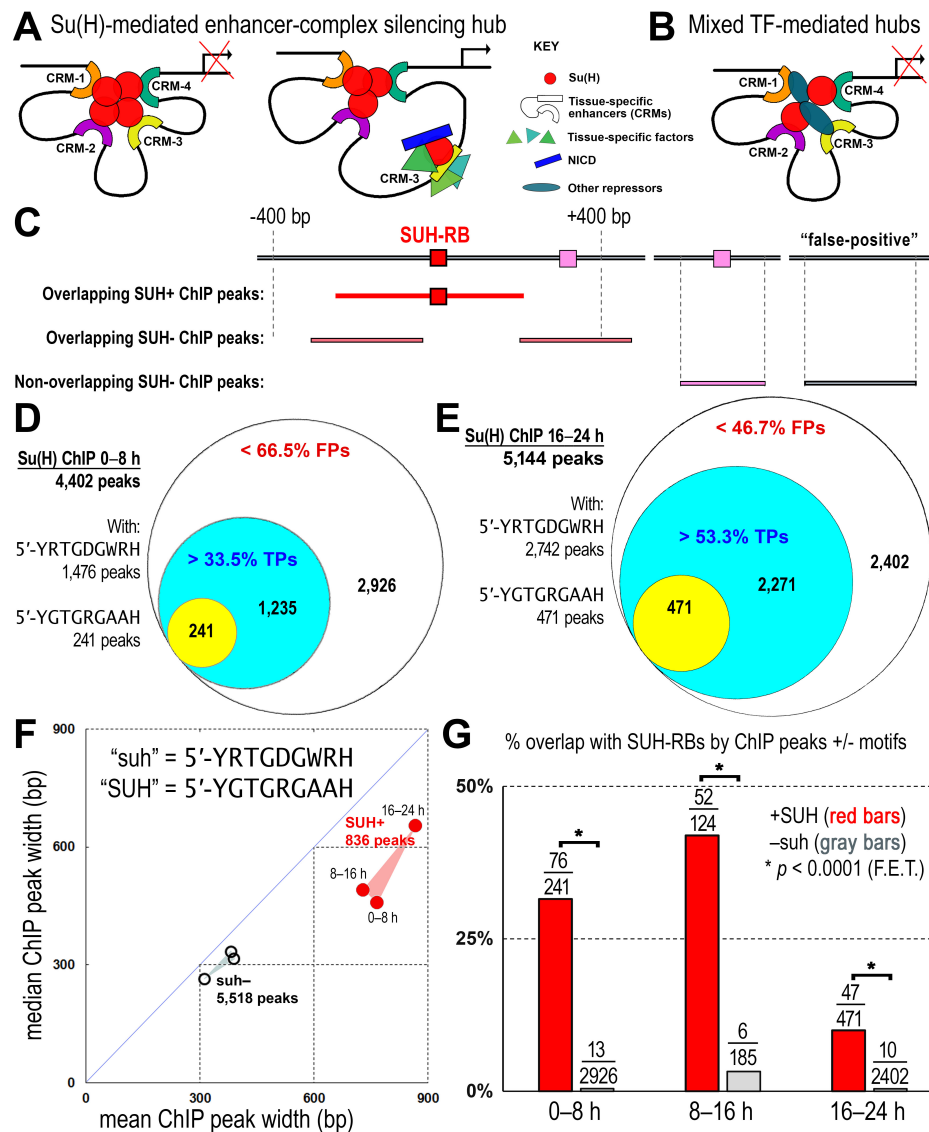 A Su(H)-mediated enhancer-complex silencing hub
CRM-1
CRM-4
CRM-2
CRM-3
CRM-3
KEY
Su(H)
Tissue-specific
enhancers (CRMs)
Tissue-specific factors
NICD
Other repressors
B Mixed TF-mediated hubs
CRM-1
CRM-4
CRM-2
CRM-3
C
-400 bp
+400 bp
SUH-RB
“false-positive”
Overlapping SUH+ ChIP peaks:
Overlapping SUH- ChIP peaks:
Non-overlapping SUH- ChIP peaks:
D
Su(H) ChIP 0–8 h
4,402 peaks
With:
5′-YRTGDGWRH
1,476 peaks
5′-YGTGRGAAH
241 peaks
< 66.5% FPs
> 33.5% TPs
2,926
1,235
241
E
Su(H) ChIP 16–24 h
5,144 peaks
With:
5′-YRTGDGWRH
2,742 peaks
5′-YGTGRGAAH
471 peaks
< 46.7% FPs
> 53.3% TPs
2,402
2,271
471
F
“suh” = 5′-YRTGDGWRH
“SUH” = 5′-YGTGRGAAH
900
600
300
0
0
300
600
900
median ChIP peak width (bp)
mean ChIP peak width (bp)
16–24 h
SUH+
836 peaks
8–16 h
0–8 h
suh–
5,518 peaks
G
% overlap with SUH-RBs by ChIP peaks +/- motifs
50%
25%
0%
+SUH (red bars)
–suh (gray bars)
* p < 0.0001 (F.E.T.)
*
76
241
13
2926
*
52
124
6
185
*
47
471
10
2402
0–8 h
8–16 h
16–24 h